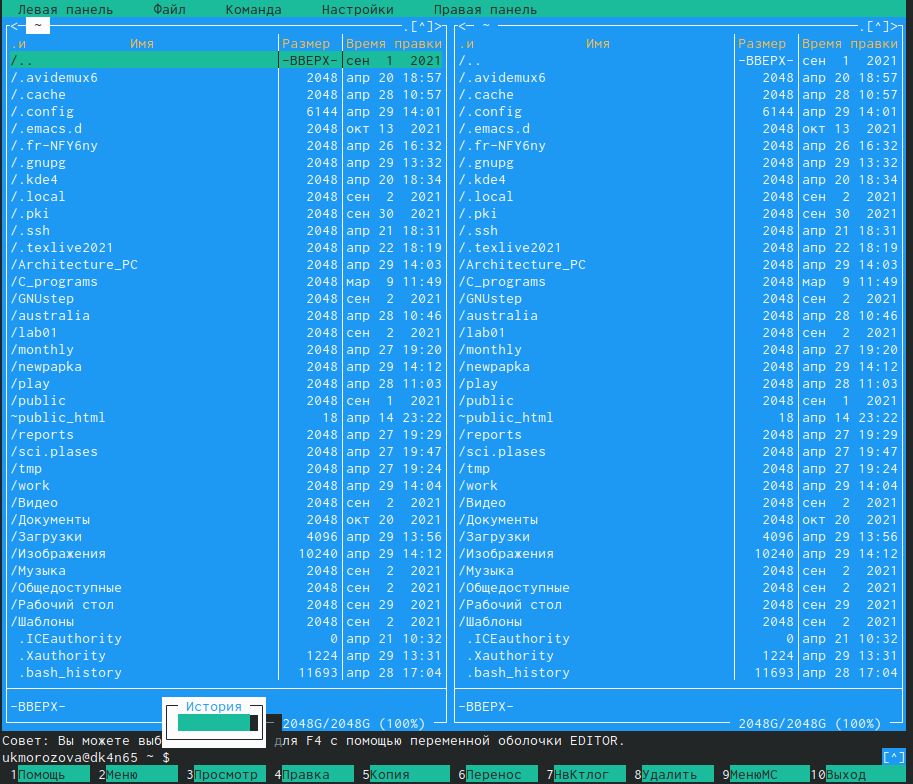 Левая панель Файл Команда Настройки Правая панель
<─ ~ .[^]> <─ ~ .[^]>
.и Имя Размер Время правки .и Имя Размер Время правки
/.. -ВВЕРХ- сен 1 2021 /.. -ВВЕРХ- сен 1 2021
/.avidemux6 2048 апр 20 18:57 /.avidemux6 2048 апр 20 18:57
/.cache 2048 апр 28 10:57 /.cache 2048 апр 28 10:57
/.config 6144 апр 29 14:01 /.config 6144 апр 29 14:01
/.emacs.d 2048 окт 13 2021 /.emacs.d 2048 окт 13 2021
/.fr-NFY6ny 2048 апр 26 16:32 /.fr-NFY6ny 2048 апр 26 16:32
/.gnupg 2048 апр 29 13:32 /.gnupg 2048 апр 29 13:32
/.kde4 2048 апр 20 18:34 /.kde4 2048 апр 20 18:34
/.local 2048 сен 2 2021 /.local 2048 сен 2 2021
/.pki 2048 сен 30 2021 /.pki 2048 сен 30 2021
/.ssh 2048 апр 21 18:31 /.ssh 2048 апр 21 18:31
/.texlive2021 2048 апр 22 18:19 /.texlive2021 2048 апр 22 18:19
/Architecture_PC 2048 апр 29 14:03 /Architecture_PC 2048 апр 29 14:03
/C_programs 2048 мар 9 11:49 /C_programs 2048 мар 9 11:49
/GNUstep 2048 сен 2 2021 /GNUstep 2048 сен 2 2021
/australia 2048 апр 28 10:46 /australia 2048 апр 28 10:46
/lab01 2048 сен 2 2021 /lab01 2048 сен 2 2021
/monthly 2048 апр 27 19:20 /monthly 2048 апр 27 19:20
/newpapka 2048 апр 29 14:12 /newpapka 2048 апр 29 14:12
/play 2048 апр 28 11:03 /play 2048 апр 28 11:03
/public 2048 сен 1 2021 /public 2048 сен 1 2021
~public_html 18 апр 14 23:22 ~public_html 18 апр 14 23:22
/reports 2048 апр 27 19:29 /reports 2048 апр 27 19:29
/sci.plases 2048 апр 27 19:47 /sci.plases 2048 апр 27 19:47
/tmp 2048 апр 27 19:24 /tmp 2048 апр 27 19:24
/work 2048 апр 29 14:04 /work 2048 апр 29 14:04
/Видео 2048 сен 2 2021 /Видео 2048 сен 2 2021
/Документы 2048 окт 20 2021 /Документы 2048 окт 20 2021
/Загрузки 4096 апр 29 13:56 /Загрузки 4096 апр 29 13:56
/Изображения 10240 апр 29 14:12 /Изображения 10240 апр 29 14:12
/Музыка 2048 сен 2 2021 /Музыка 2048 сен 2 2021
/Общедоступные 2048 сен 2 2021 /Общедоступные 2048 сен 2 2021
/Рабочий стол 2048 сен 29 2021 /Рабочий стол 2048 сен 29 2021
/Шаблоны 2048 сен 2 2021 /Шаблоны 2048 сен 2 2021
.ICEauthority 0 апр 21 10:32 .ICEauthority 0 апр 21 10:32
.Xauthority 1224 апр 29 13:31 .Xauthority 1224 апр 29 13:31
.bash_history 11693 апр 28 17:04 .bash_history 11693 апр 28 17:04
-ВВЕРХ- История -ВВЕРХ-
2048G/2048G (100%) 2048G/2048G (100%)
Совет: Вы можете выб для F4 с помощью переменной оболочки EDITOR.
ukmorozova@dk4n65 ~ $ [^]
1Помощь 2Меню 3Просмотр 4Правка 5Копия 6Перенос 7НвКтлог 8Удалить 9МенюMC 10Выход